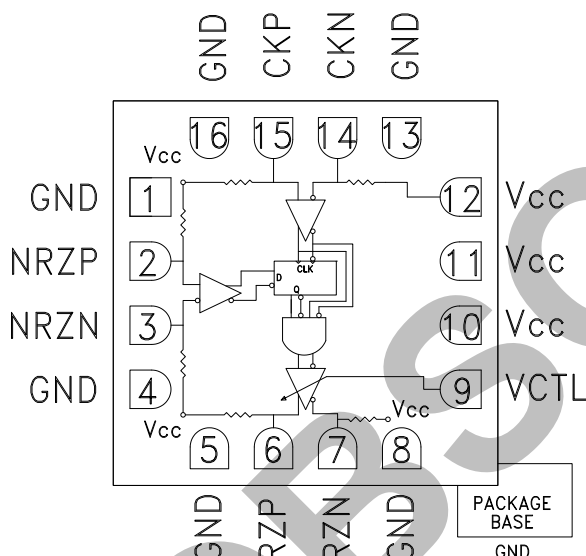 GND CKP CKN GND
16 15 14 13
Vcc
GND 1 12 Vcc
NRZP 2 11 Vcc
CLK
D
Q
NRZN 3 10 Vcc
GND 4 9 VCTL
Vcc Vcc
5 6 7 8
GND RZP RZN GND
PACKAGE
BASE
GND